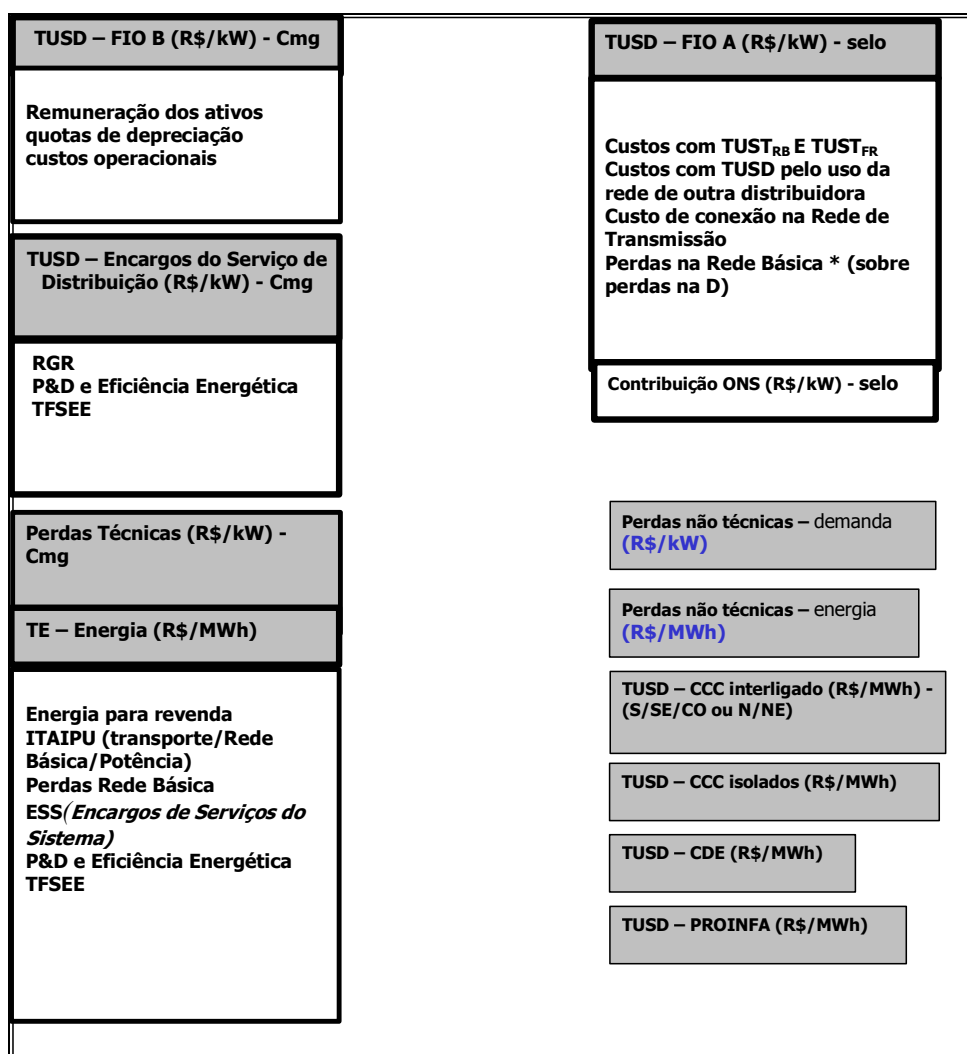 TUSD – FIO B (R$/kW) - Cmg
Remuneração dos ativos
quotas de depreciação
custos operacionais
TUSD – Encargos do Serviço de
Distribuição (R$/kW) - Cmg
RGR
P&D e Eficiência Energética
TFSEE
Perdas Técnicas (R$/kW) -
Cmg
TE – Energia (R$/MWh)
Energia para revenda
ITAIPU (transporte/Rede
Básica/Potência)
Perdas Rede Básica
ESS(Encargos de Serviços do
Sistema)
P&D e Eficiência Energética
TFSEE
TUSD – FIO A (R$/kW) - selo
Custos com TUST_RB E TUST_FR
Custos com TUSD pelo uso da
rede de outra distribuidora
Custo de conexão na Rede de
Transmissão
Perdas na Rede Básica * (sobre
perdas na D)
Contribuição ONS (R$/kW) - selo
Perdas não técnicas – demanda
(R$/kW)
Perdas não técnicas – energia
(R$/MWh)
TUSD – CCC interligado (R$/MWh) -
(S/SE/CO ou N/NE)
TUSD – CCC isolados (R$/MWh)
TUSD – CDE (R$/MWh)
TUSD – PROINFA (R$/MWh)